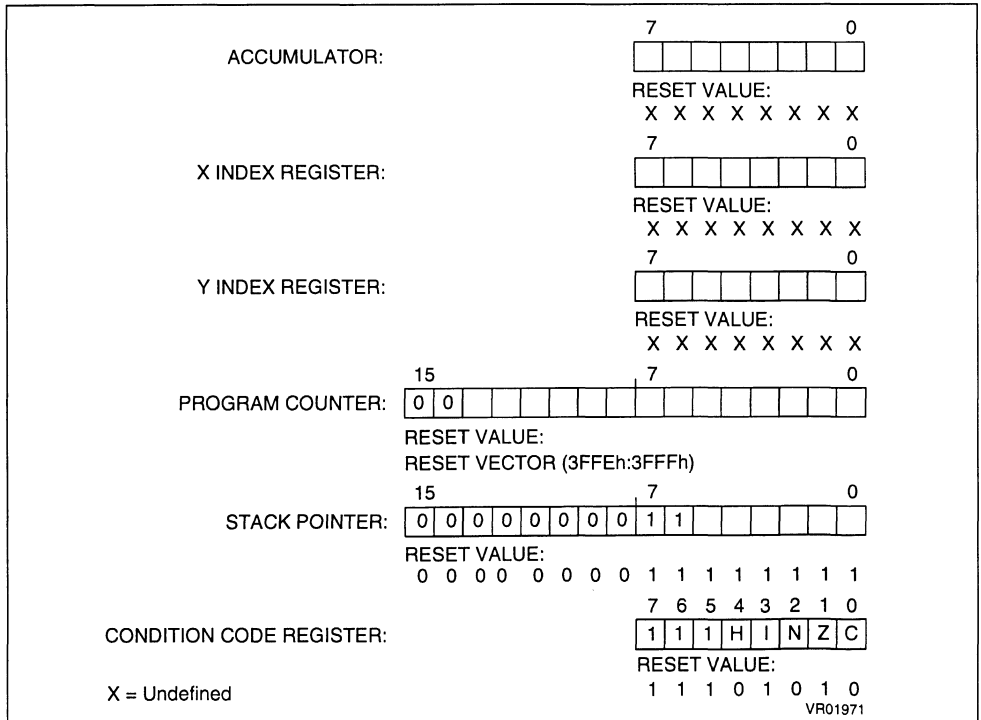 7 0
ACCUMULATOR:
RESET VALUE:
X X X X X X X X
7 0
X INDEX REGISTER:
RESET VALUE:
X X X X X X X X
7 0
Y INDEX REGISTER:
RESET VALUE:
X X X X X X X X
15 7 0
PROGRAM COUNTER: 0 0
RESET VALUE:
RESET VECTOR (3FFEh:3FFFh)
15 7 0
STACK POINTER: 0 0 0 0 0 0 0 0 1 1
RESET VALUE:
0 0 0 0 0 0 0 0 1 1 1 1 1 1 1 1
7 6 5 4 3 2 1 0
CONDITION CODE REGISTER: 1 1 1 H I N Z C
RESET VALUE:
X = Undefined 1 1 1 0 1 0 1 0
VR01971